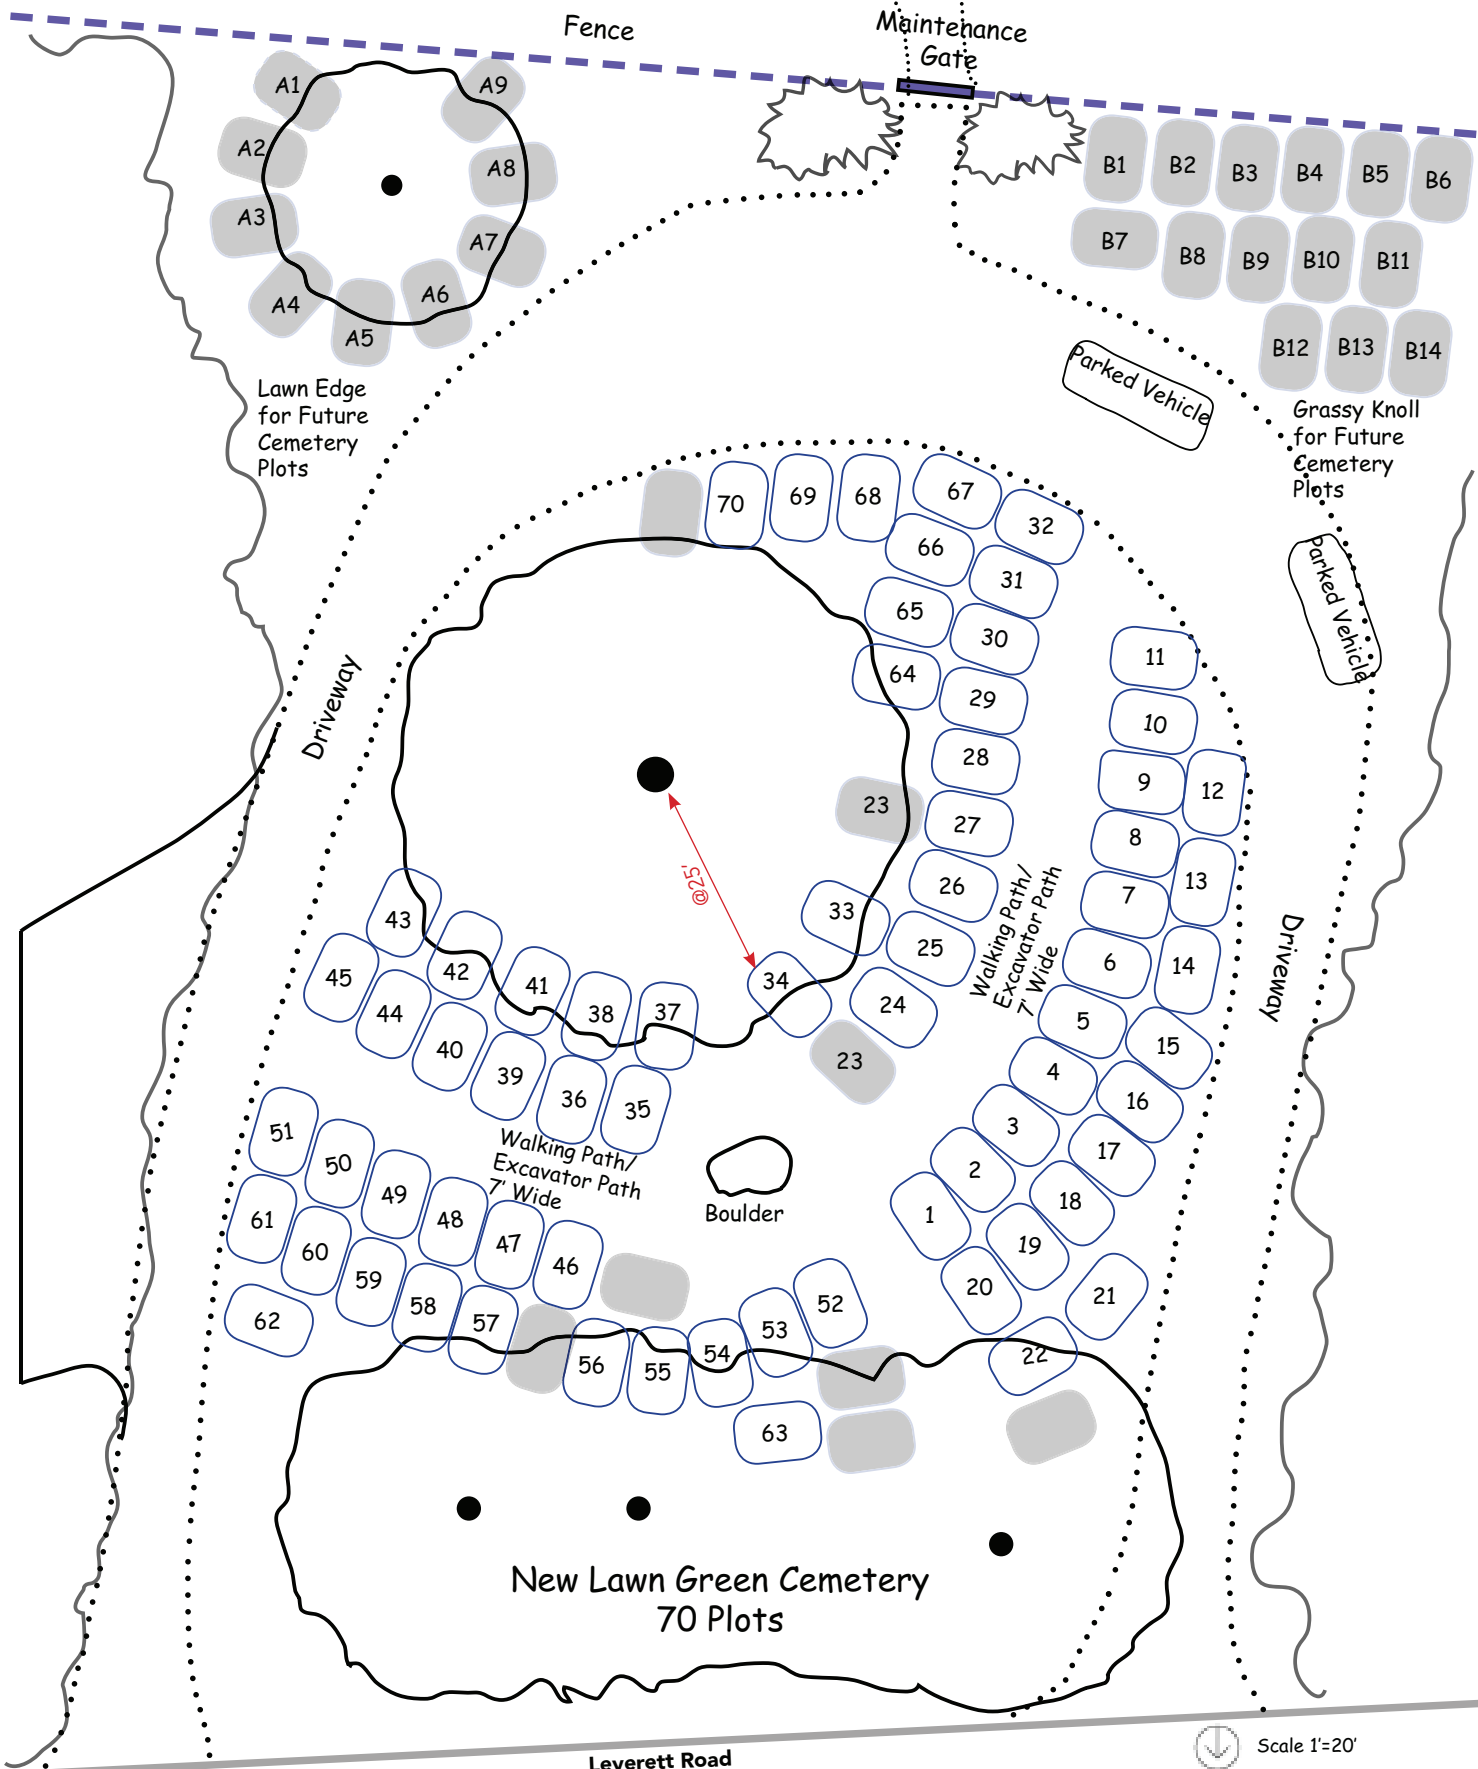 Fence
Maintenance
Gate
A1
A9
A2
A8
A3
A7
A4
A6
A5
B1
B2
B3
B4
B5
B6
B7
B8
B9
B10
B11
B12
B13
B14
Lawn Edge
for Future
Cemetery
Plots
Parked Vehicle
Grassy Knoll
for Future
Cemetery
Plots
Parked Vehicle
70
69
68
67
32
66
31
65
30
64
29
28
23
27
26
33
25
34
24
23
11
10
9
12
8
13
7
6
14
5
15
4
16
3
17
2
18
1
19
20
21
22
Driveway
@25'
Walking Path/
Excavator Path
7' Wide
Driveway
43
42
41
38
37
45
44
40
39
36
35
Walking Path/
Excavator Path
7' Wide
Boulder
51
50
49
48
47
46
61
60
59
58
57
62
56
55
54
53
52
63
New Lawn Green Cemetery
70 Plots
Leverett Road
Scale 1'=20'